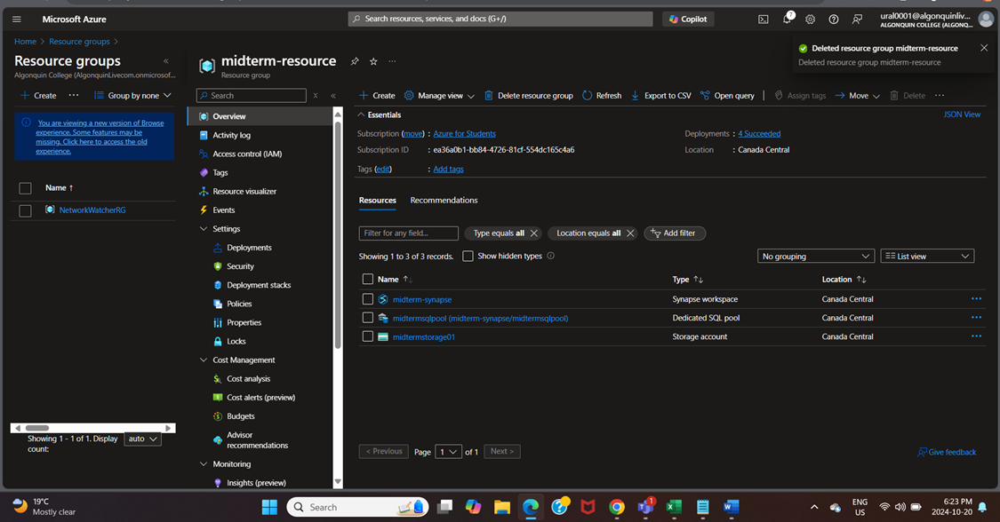 Microsoft Azure
Search resources, services, and docs (G+/)
Copilot
7
ural0001@algonquinliv...
ALGONQUIN COLLEGE (ALGONQ...
Home > Resource groups >
Resource groups
Algonquin College (AlgonquinLivecom.onmicrosof...
Create
Group by none
You are viewing a new version of Browse
experience. Some features may be
missing. Click here to access the old
experience.
Name ↑
NetworkWatcherRG
Showing 1 - 1 of 1. Display
count:
auto
midterm-resource
Resource group
Search
Overview
Activity log
Access control (IAM)
Tags
Resource visualizer
Events
Settings
Deployments
Security
Deployment stacks
Policies
Properties
Locks
Cost Management
Cost analysis
Cost alerts (preview)
Budgets
Advisor
recommendations
Monitoring
Insights (preview)
Deleted resource group midterm-resource
Deleted resource group midterm-resource
Create Manage view Delete resource group Refresh Export to CSV Open query Assign tags Move Delete
Essentials
JSON View
Subscription (move) : Azure for Students
Deployments : 4 Succeeded
Subscription ID : ea36a0b1-bb84-4726-81cf-554dc165c4a6
Location : Canada Central
Tags (edit) : Add tags
Resources Recommendations
Filter for any field...
Type equals all
Location equals all
Add filter
Showing 1 to 3 of 3 records.
Show hidden types
No grouping
List view
Name ↑↓ Type ↑↓ Location ↑↓
midterm-synapse Synapse workspace Canada Central
midtermsqlpool (midterm-synapse/midtermsqlpool) Dedicated SQL pool Canada Central
midtermstorage01 Storage account Canada Central
< Previous Page 1 of 1 Next >
Give feedback
19°C
Mostly clear
Search
1
ENG
US
6:23 PM
2024-10-20